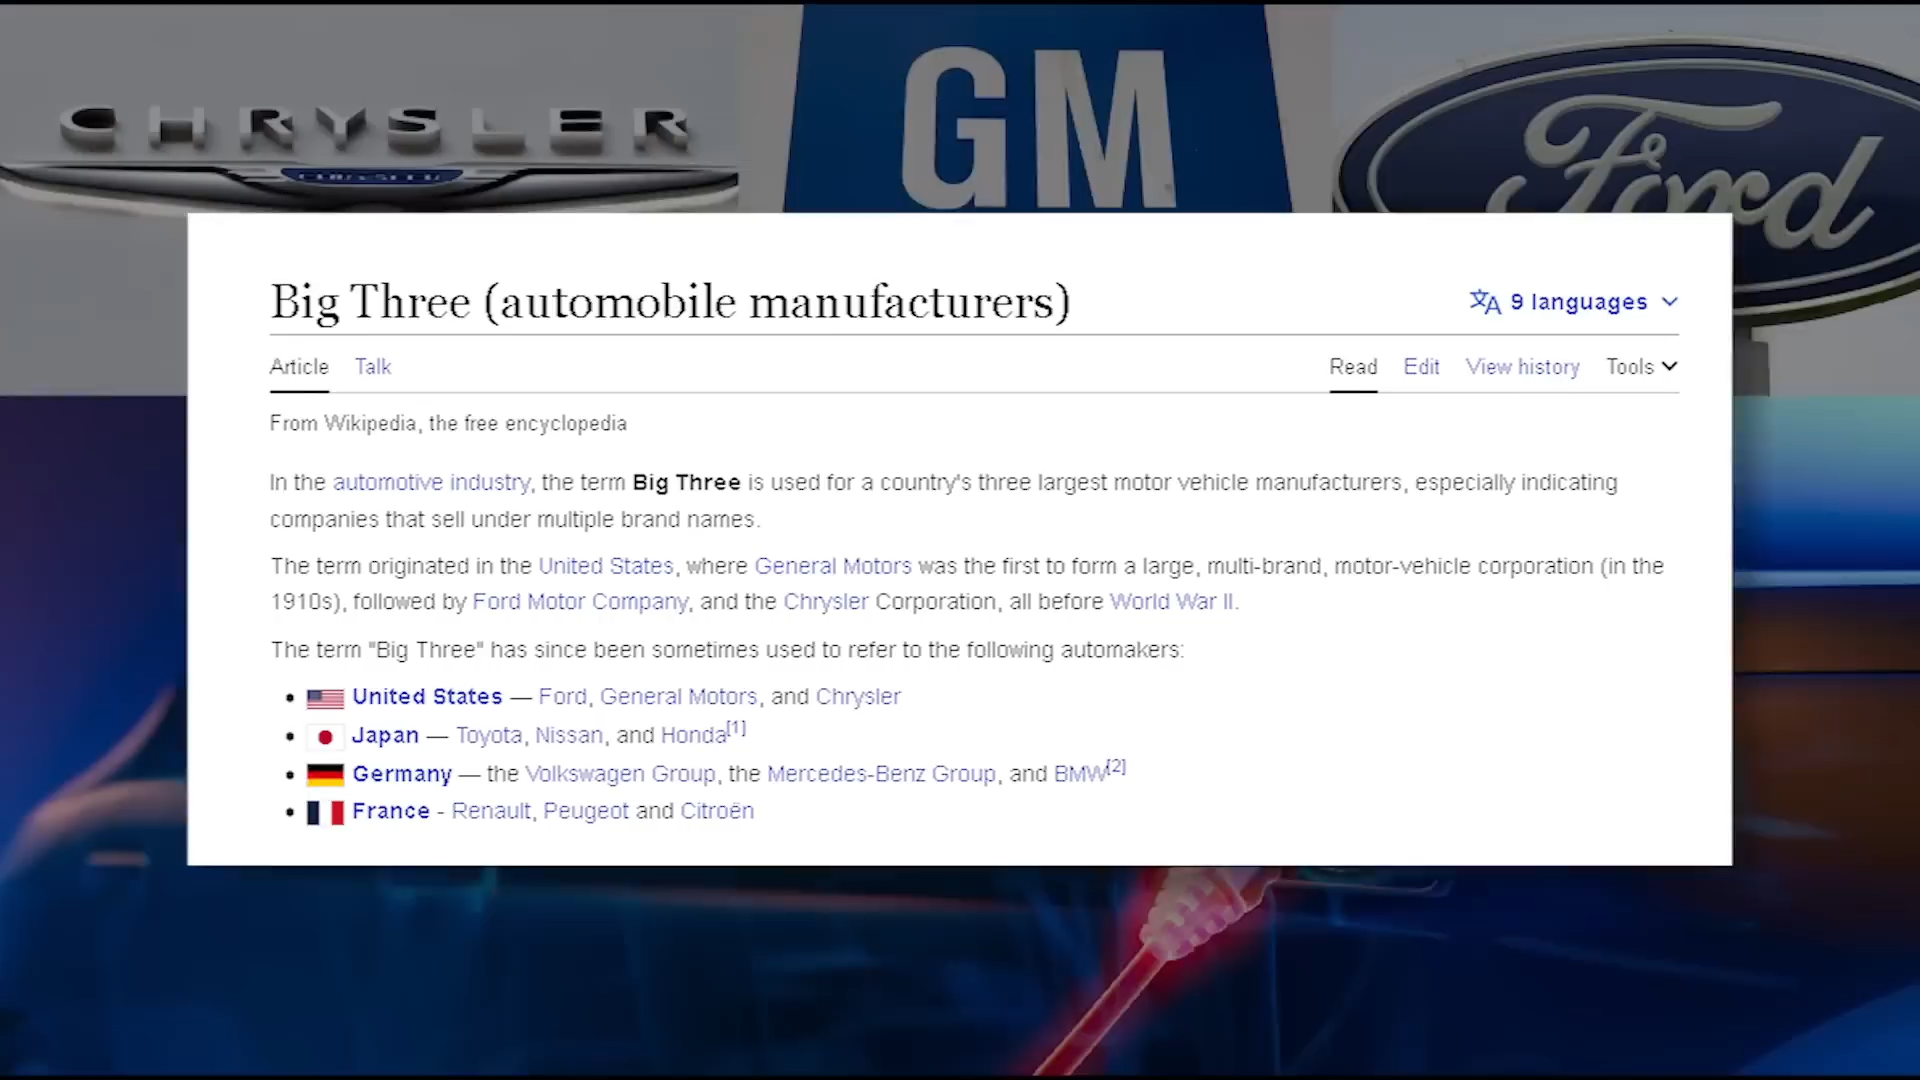 CHRYSLER
CHRYSLER
GM
Ford
Big Three (automobile manufacturers)
9 languages
Article Talk
Read Edit View history Tools
From Wikipedia, the free encyclopedia
In the automotive industry, the term Big Three is used for a country's three largest motor vehicle manufacturers, especially indicating
companies that sell under multiple brand names.
The term originated in the United States, where General Motors was the first to form a large, multi-brand, motor-vehicle corporation (in the
1910s), followed by Ford Motor Company, and the Chrysler Corporation, all before World War II.
The term "Big Three" has since been sometimes used to refer to the following automakers:
• United States — Ford, General Motors, and Chrysler
• Japan — Toyota, Nissan, and Honda[1]
• Germany — the Volkswagen Group, the Mercedes-Benz Group, and BMW[2]
• France - Renault, Peugeot and Citroën